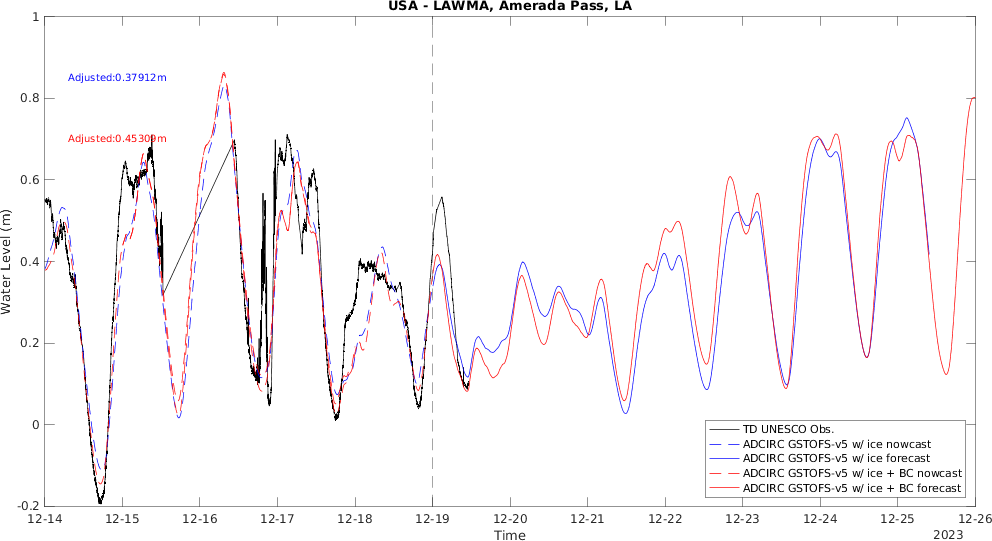 USA - LAWMA, Amerada Pass, LA
Adjusted:0.37912m
Adjusted:0.45309m
1
0.8
0.6
0.4
0.2
0
-0.2
Water Level (m)
12-14 12-15 12-16 12-17 12-18 12-19 12-20 12-21 12-22 12-23 12-24 12-25 12-26
Time
2023
TD UNESCO Obs.
ADCIRC GSTOFS-v5 w/ ice nowcast
ADCIRC GSTOFS-v5 w/ ice forecast
ADCIRC GSTOFS-v5 w/ ice + BC nowcast
ADCIRC GSTOFS-v5 w/ ice + BC forecast